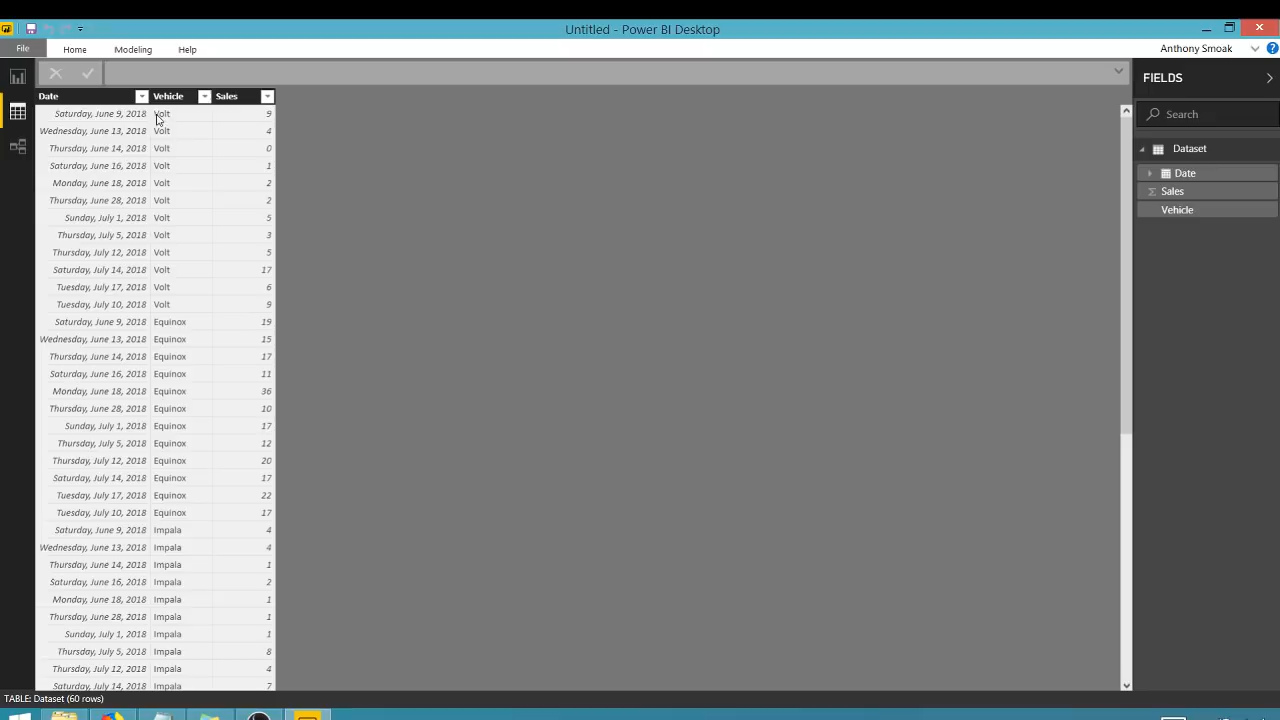 Untitled - Power BI Desktop
File Home Modeling Help Anthony Smoak
FIELDS
Search
Dataset
Date
Sales
Vehicle
Date Vehicle Sales
Saturday, June 9, 2018 Volt 9
Wednesday, June 13, 2018 Volt 4
Thursday, June 14, 2018 Volt 0
Saturday, June 16, 2018 Volt 1
Monday, June 18, 2018 Volt 2
Thursday, June 28, 2018 Volt 2
Sunday, July 1, 2018 Volt 5
Thursday, July 5, 2018 Volt 3
Thursday, July 12, 2018 Volt 5
Saturday, July 14, 2018 Volt 17
Tuesday, July 17, 2018 Volt 6
Tuesday, July 10, 2018 Volt 9
Saturday, June 9, 2018 Equinox 19
Wednesday, June 13, 2018 Equinox 15
Thursday, June 14, 2018 Equinox 17
Saturday, June 16, 2018 Equinox 11
Monday, June 18, 2018 Equinox 36
Thursday, June 28, 2018 Equinox 10
Sunday, July 1, 2018 Equinox 17
Thursday, July 5, 2018 Equinox 12
Thursday, July 12, 2018 Equinox 20
Saturday, July 14, 2018 Equinox 17
Tuesday, July 17, 2018 Equinox 22
Tuesday, July 10, 2018 Equinox 17
Saturday, June 9, 2018 Impala 4
Wednesday, June 13, 2018 Impala 4
Thursday, June 14, 2018 Impala 1
Saturday, June 16, 2018 Impala 2
Monday, June 18, 2018 Impala 1
Thursday, June 28, 2018 Impala 1
Sunday, July 1, 2018 Impala 1
Thursday, July 5, 2018 Impala 8
Thursday, July 12, 2018 Impala 4
Saturday, July 14, 2018 Impala 7
TABLE: Dataset (60 rows)